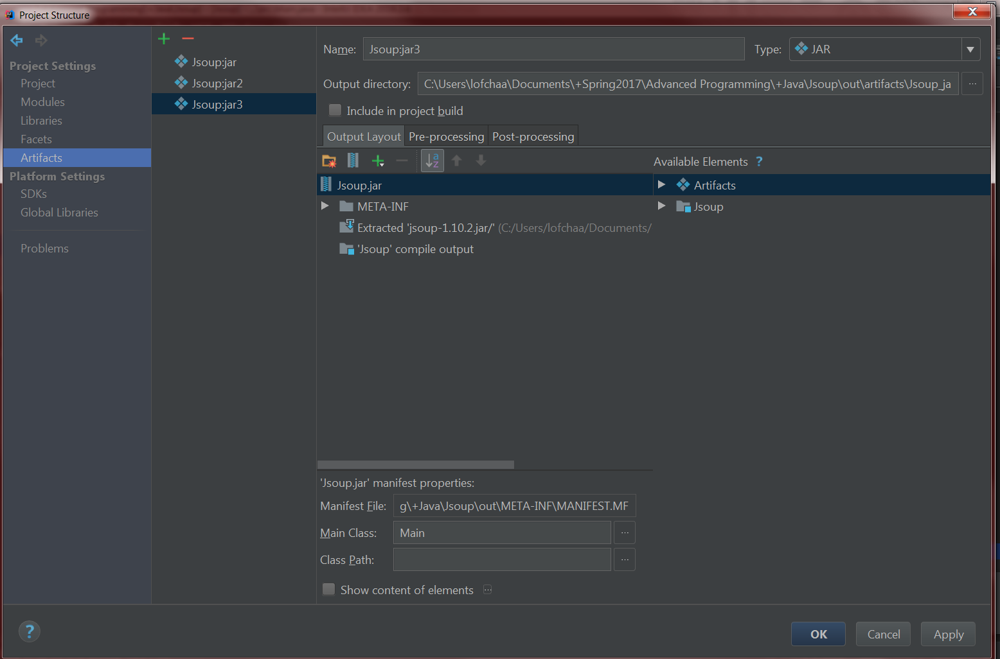 Project Structure
Project Settings
Project
Modules
Libraries
Facets
Artifacts
Platform Settings
SDKs
Global Libraries
Problems
Jsoup:jar
Jsoup:jar2
Jsoup:jar3
Name: Jsoup:jar3 Type: JAR
Output directory: C:\Users\lofchaa\Documents\+Spring2017\Advanced Programming\+Java\Jsoup\out\artifacts\Jsoup_ja ...
Include in project build
Output Layout Pre-processing Post-processing
Available Elements ?
Jsoup.jar
META-INF
Extracted 'jsoup-1.10.2.jar/' (C:/Users/lofchaa/Documents/
'Jsoup' compile output
Artifacts
Jsoup
'Jsoup.jar' manifest properties:
Manifest File: g\+Java\Jsoup\out\META-INF\MANIFEST.MF
Main Class: Main ...
Class Path: ...
Show content of elements ...
? OK Cancel Apply